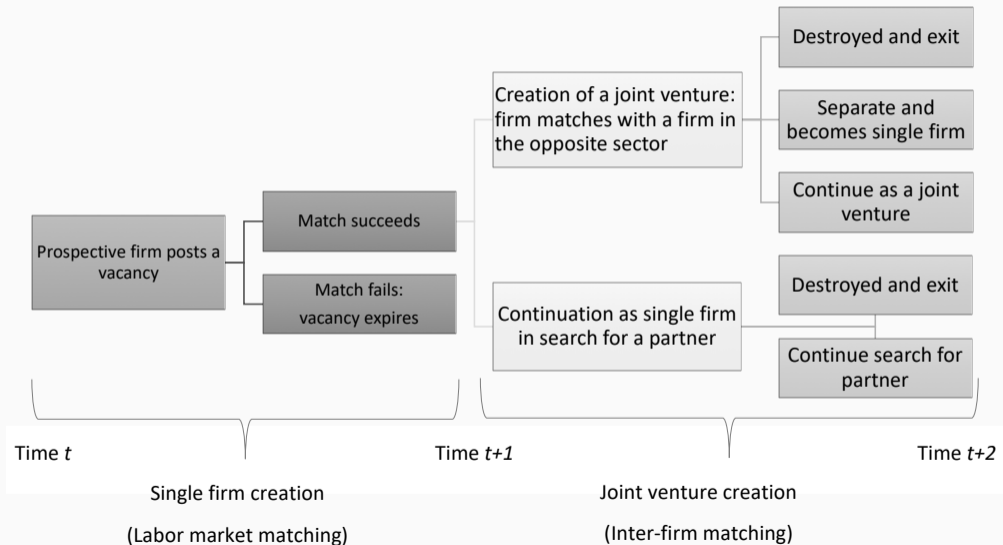 Prospective firm posts a
vacancy
Match succeeds
Match fails:
vacancy expires
Creation of a joint venture:
firm matches with a firm in
the opposite sector
Continuation as single firm
in search for a partner
Destroyed and exit
Separate and
becomes single firm
Continue as a joint
venture
Destroyed and exit
Continue search for
partner
Time t
Time t+1
Time t+2
Single firm creation
(Labor market matching)
Joint venture creation
(Inter-firm matching)